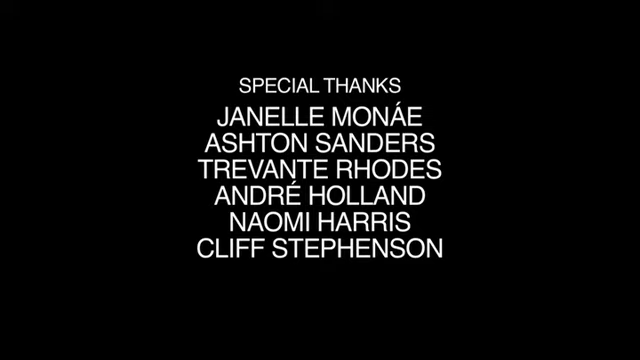 SPECIAL THANKS
JANELLE MONÁE
ASHTON SANDERS
TREVANTE RHODES
ANDRÉ HOLLAND
NAOMI HARRIS
CLIFF STEPHENSON